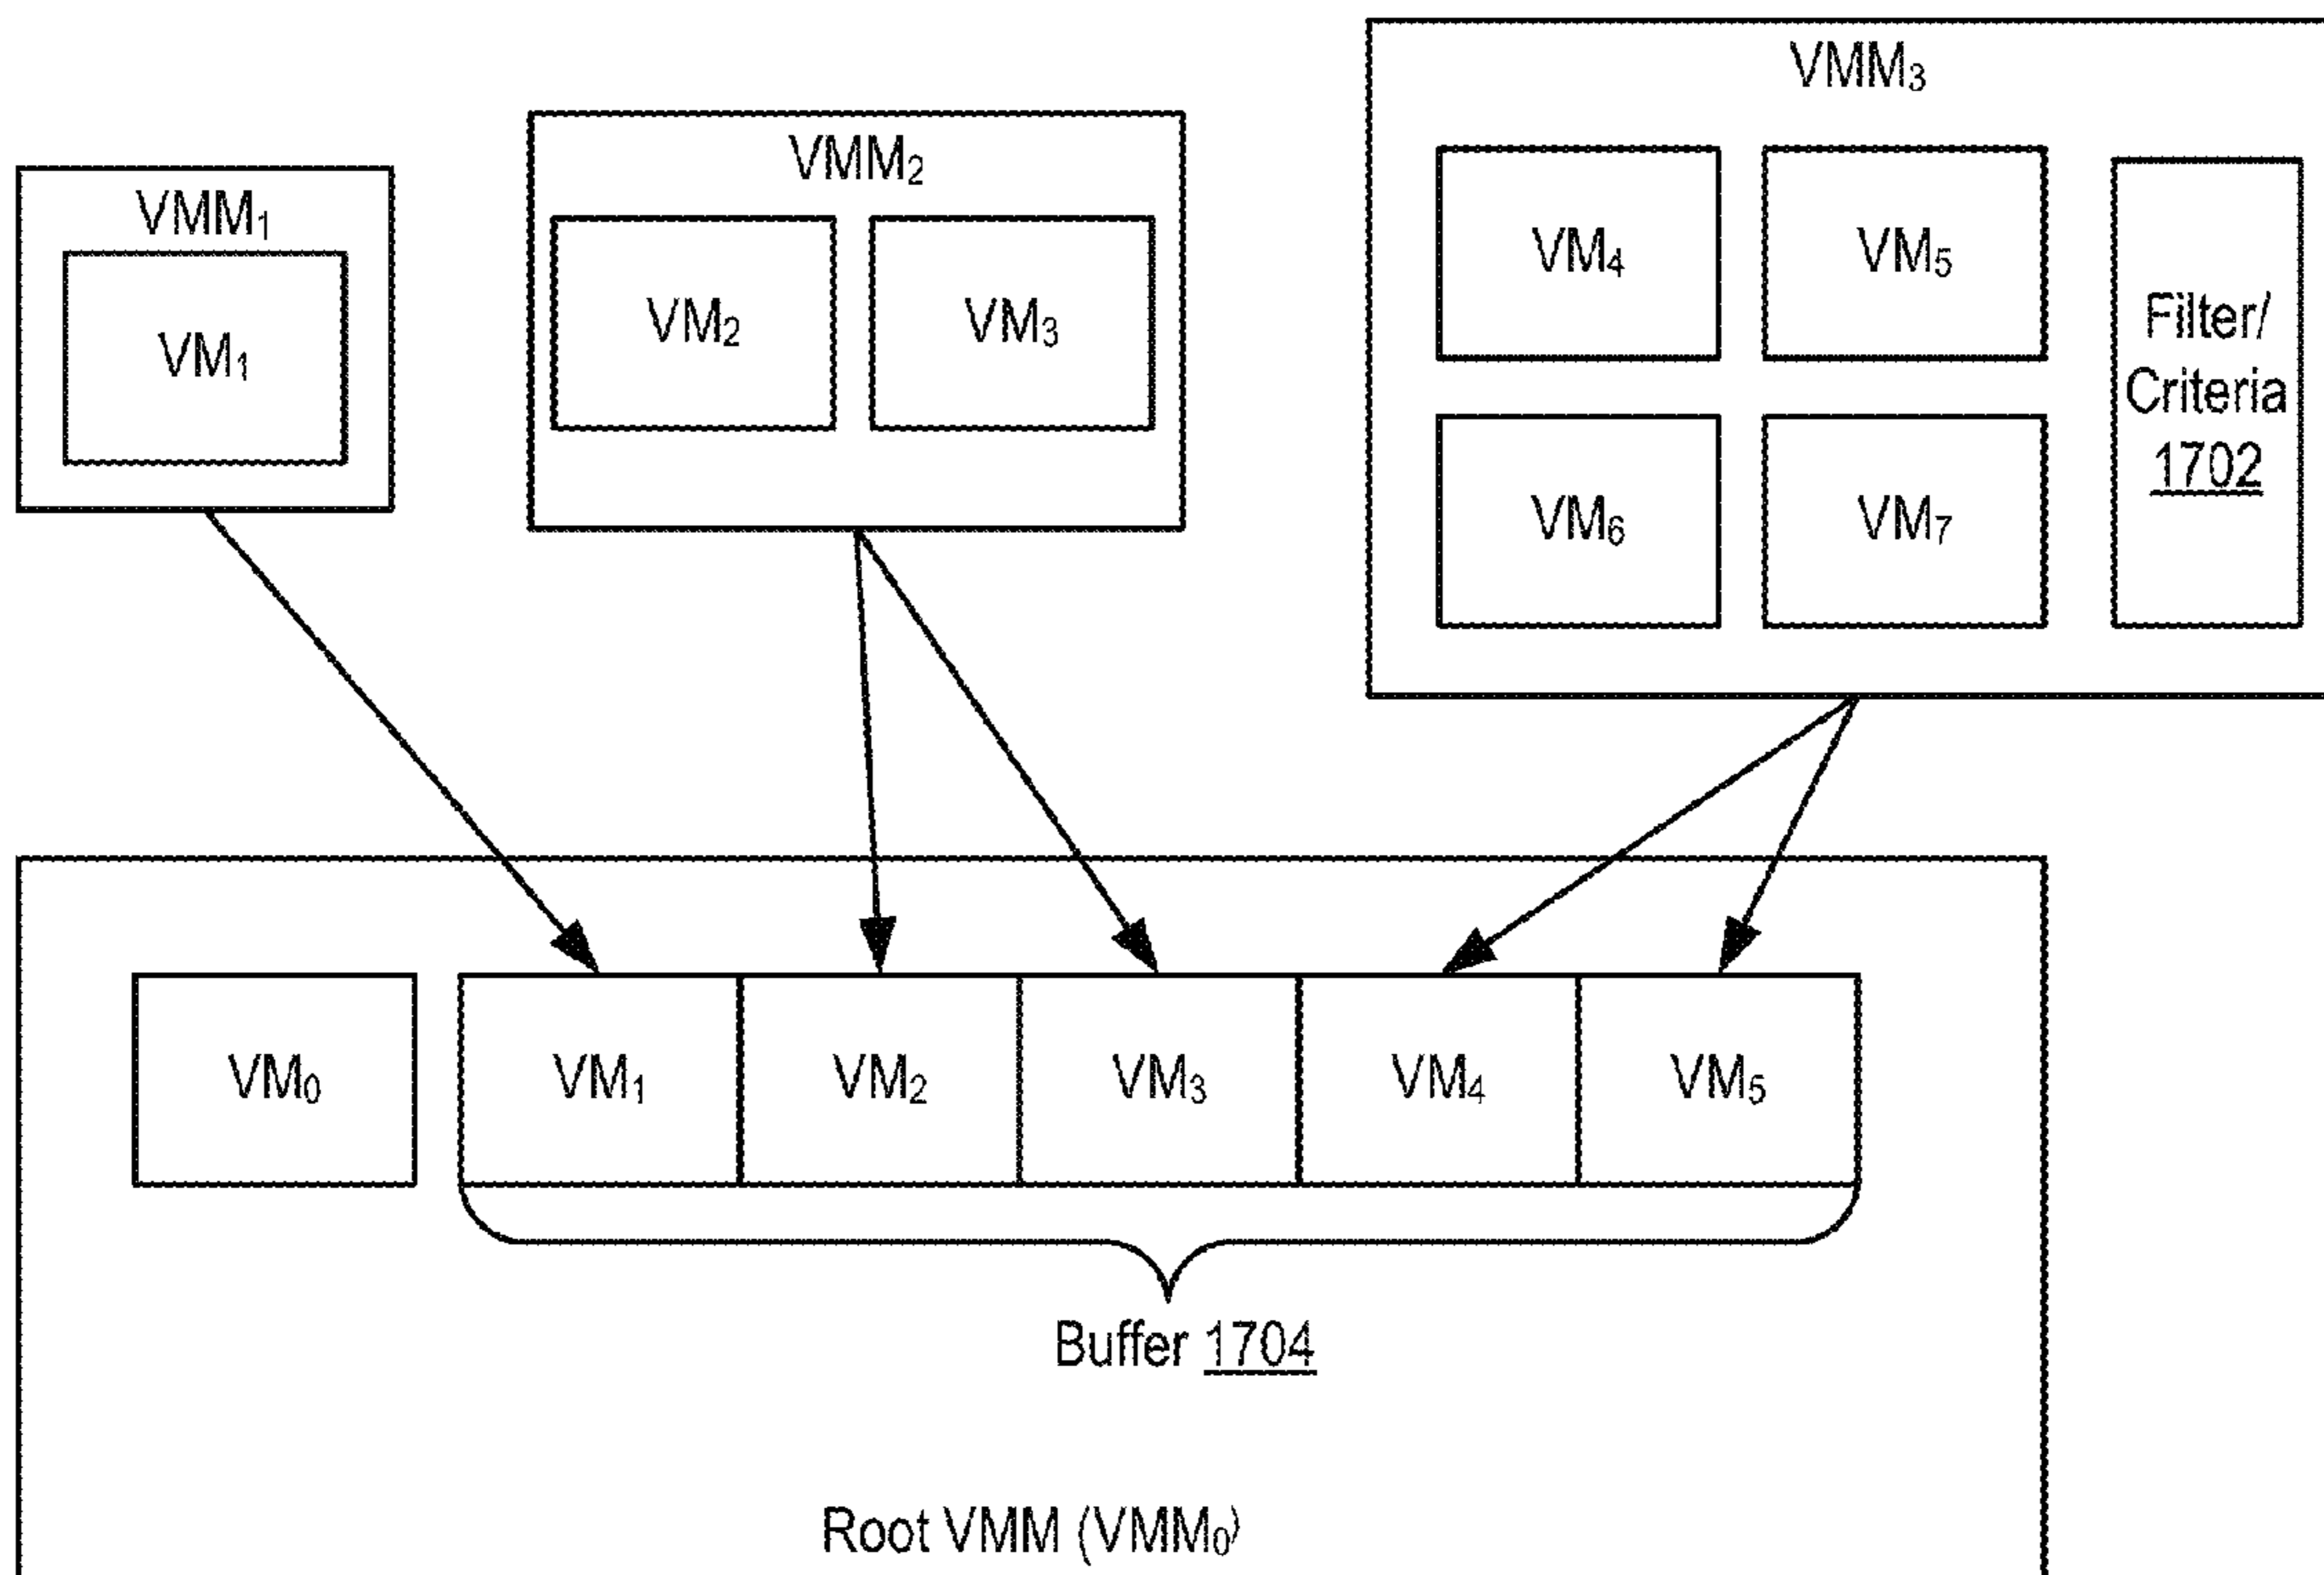 VMM₁
VM₁
VMM₂
VM₂
VM₃
VMM₃
VM₄
VM₅
VM₆
VM₇
Filter/
Criteria
1702
VM₀
VM₁
VM₂
VM₃
VM₄
VM₅
Buffer 1704
Root VMM (VMM₀)